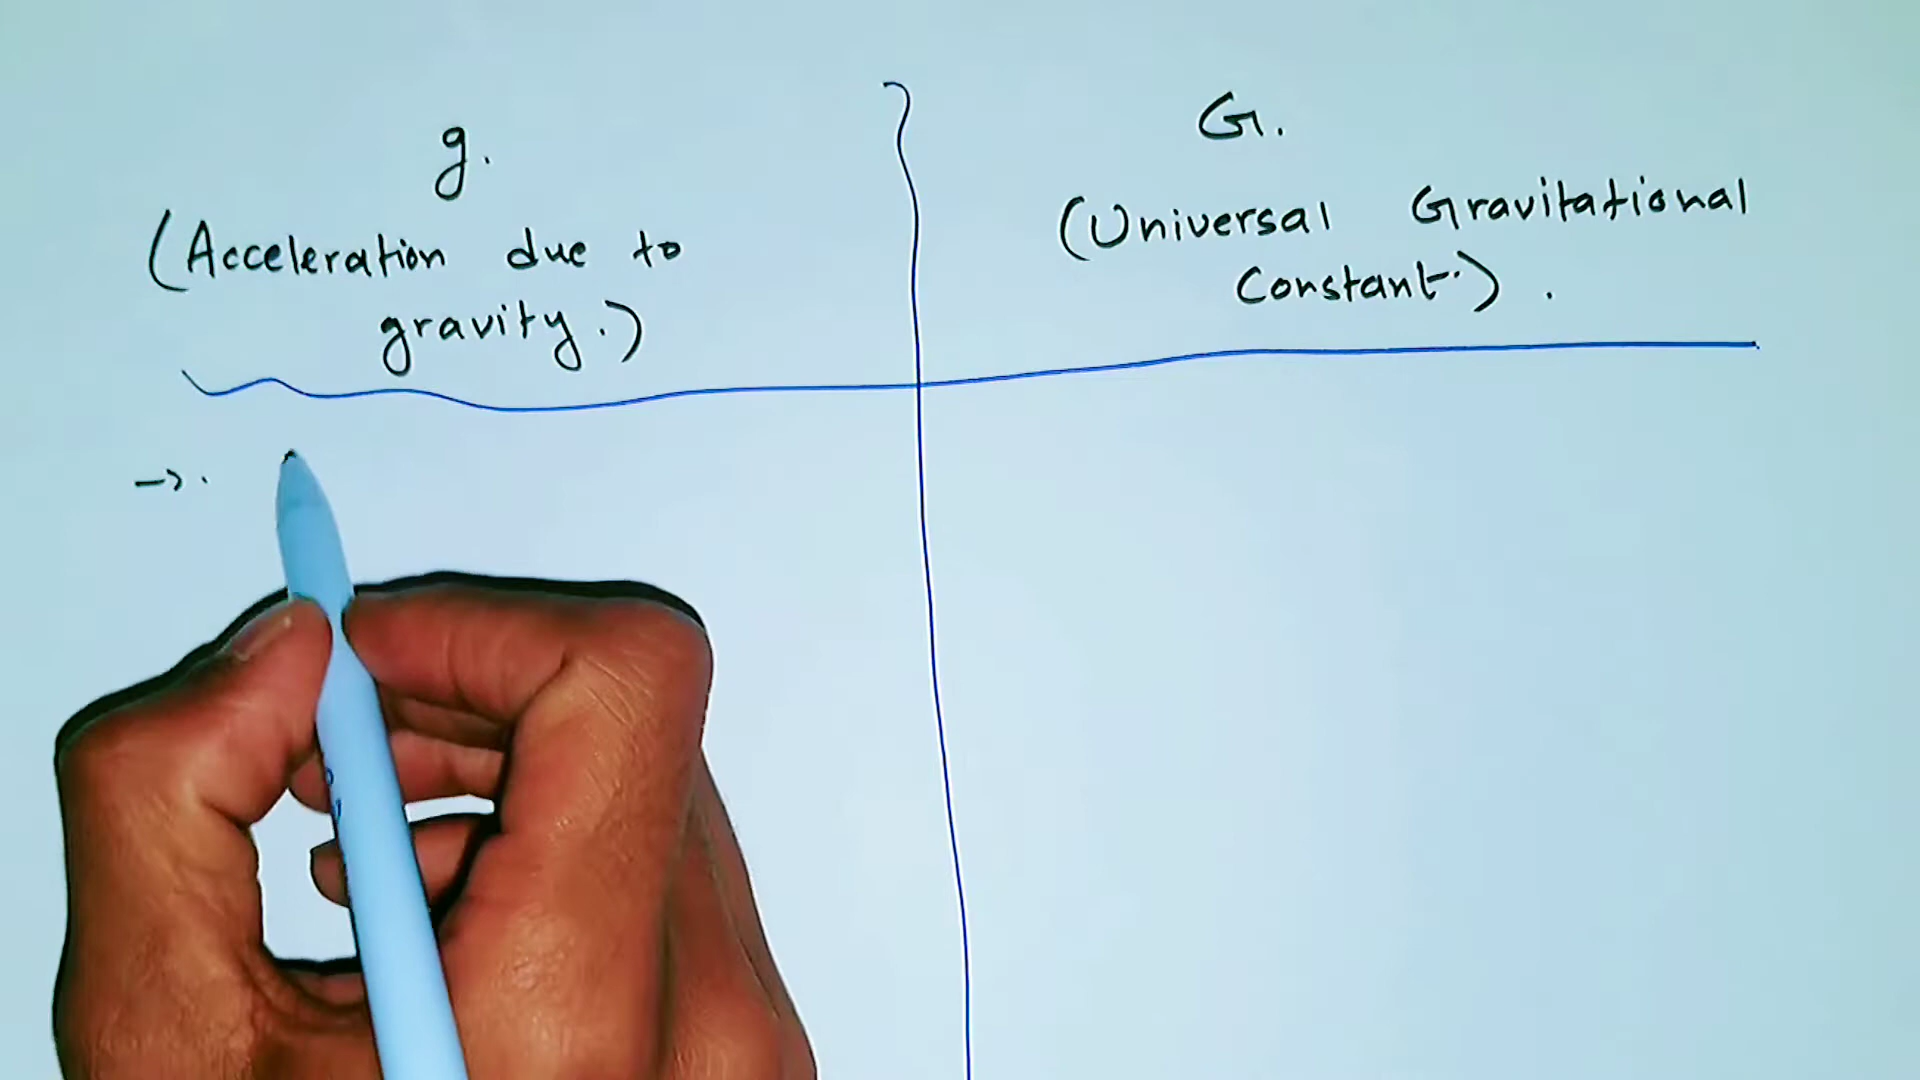 g.
(Acceleration due to
gravity.)
G.
(Universal Gravitational
Constant.) .
→ .